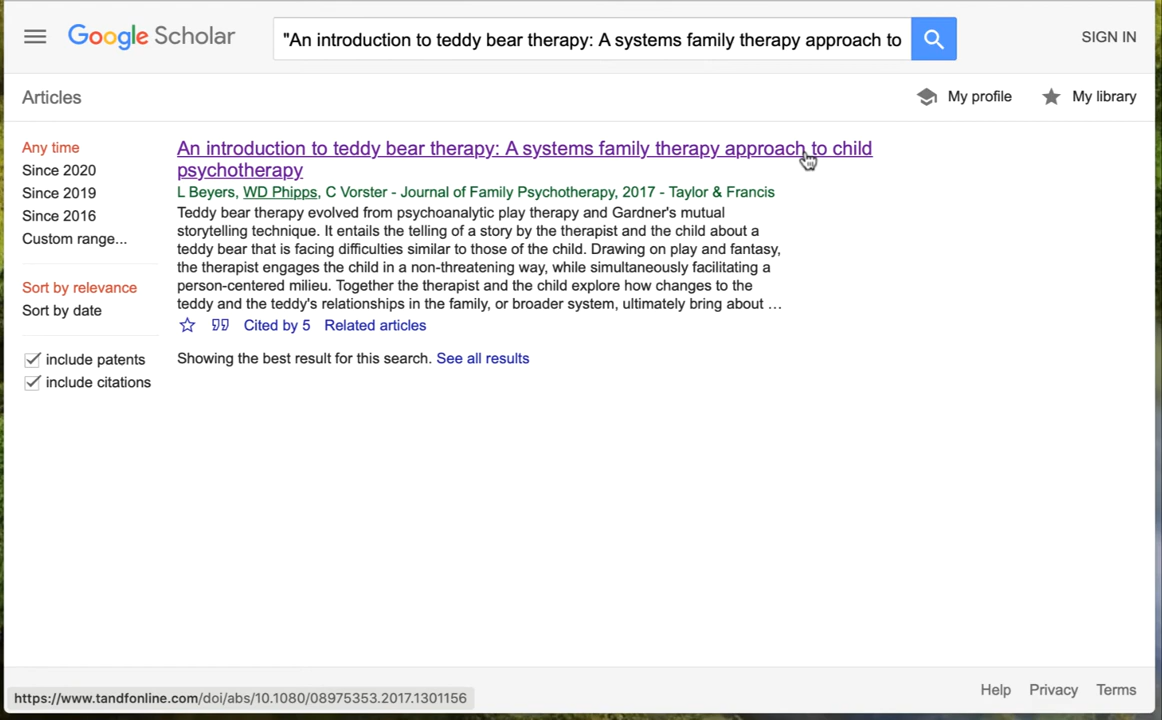 Google Scholar
"An introduction to teddy bear therapy: A systems family therapy approach to
SIGN IN
Articles
My profile
My library
Any time
Since 2020
Since 2019
Since 2016
Custom range...
Sort by relevance
Sort by date
include patents
include citations
An introduction to teddy bear therapy: A systems family therapy approach to child
psychotherapy
L Beyers, WD Phipps, C Vorster - Journal of Family Psychotherapy, 2017 - Taylor & Francis
Teddy bear therapy evolved from psychoanalytic play therapy and Gardner's mutual
storytelling technique. It entails the telling of a story by the therapist and the child about a
teddy bear that is facing difficulties similar to those of the child. Drawing on play and fantasy,
the therapist engages the child in a non-threatening way, while simultaneously facilitating a
person-centered milieu. Together the therapist and the child explore how changes to the
teddy and the teddy's relationships in the family, or broader system, ultimately bring about ...
Cited by 5 Related articles
Showing the best result for this search. See all results
Help Privacy Terms
https://www.tandfonline.com/doi/abs/10.1080/08975353.2017.1301156